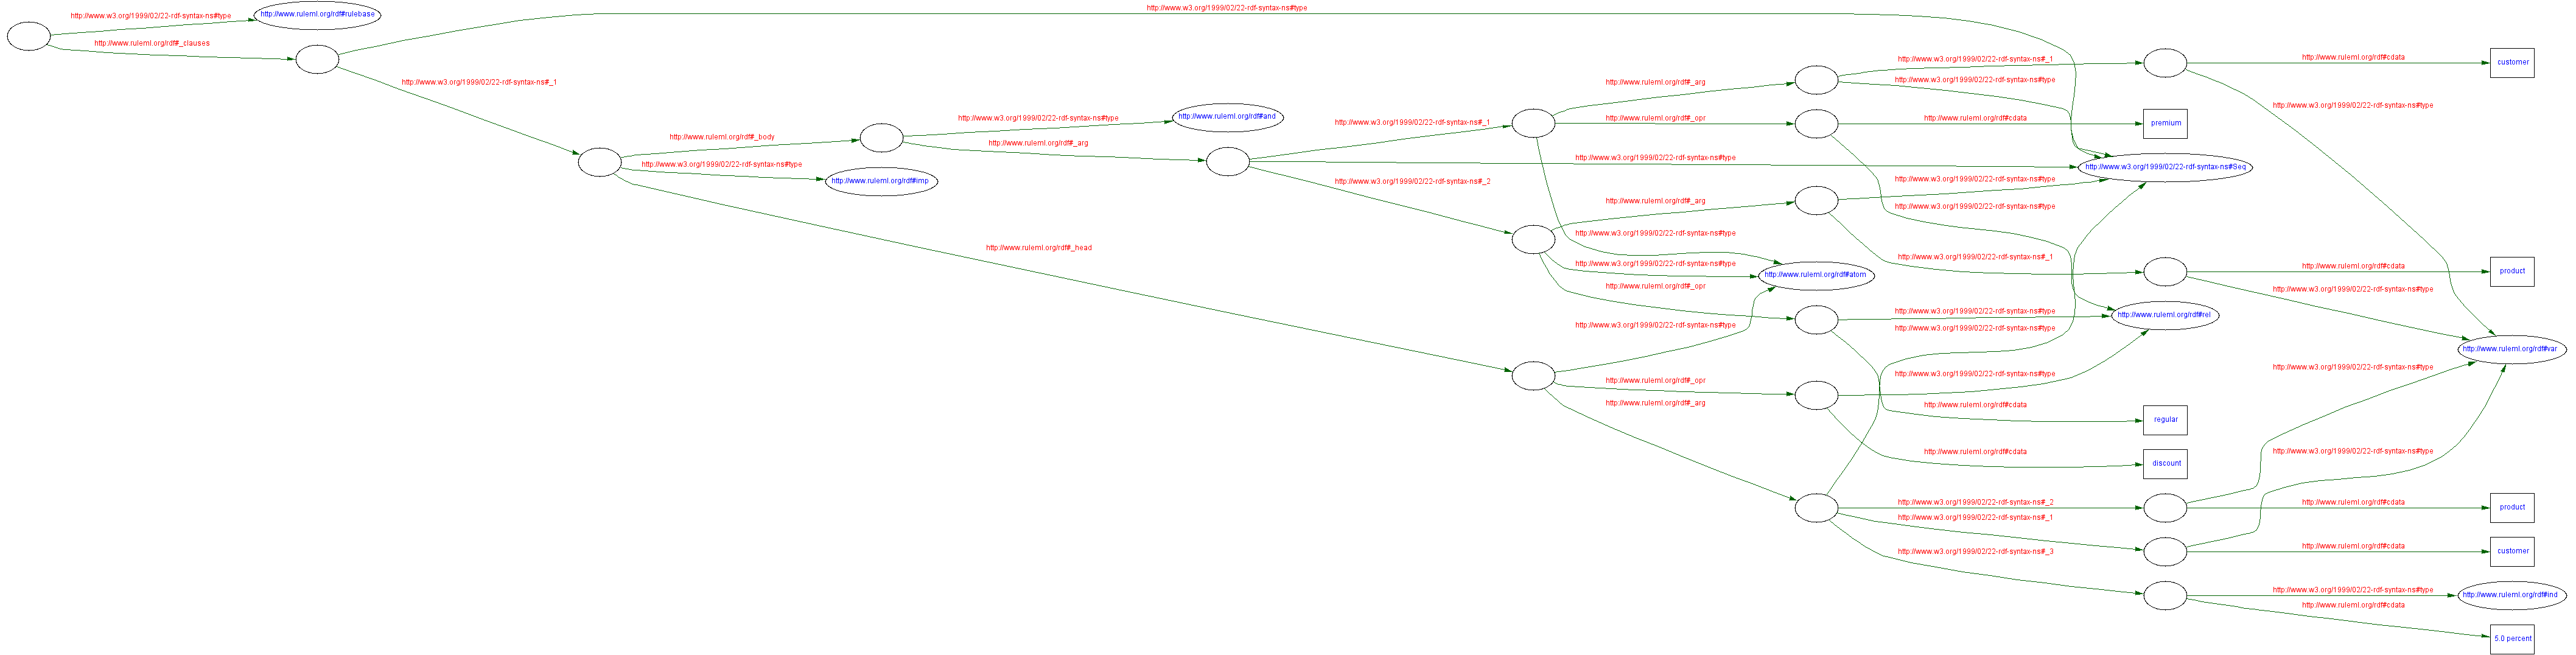 http://www.w3.org/1999/02/22-rdf-syntax-ns#type
http://www.ruleml.org/rdf#rulebase
http://www.w3.org/1999/02/22-rdf-syntax-ns#type
http://www.ruleml.org/rdf#_clauses
http://www.w3.org/1999/02/22-rdf-syntax-ns#_1
http://www.ruleml.org/rdf#_body
http://www.w3.org/1999/02/22-rdf-syntax-ns#type
http://www.ruleml.org/rdf#imp
http://www.ruleml.org/rdf#_head
http://www.w3.org/1999/02/22-rdf-syntax-ns#type
http://www.ruleml.org/rdf#and
http://www.ruleml.org/rdf#_arg
http://www.w3.org/1999/02/22-rdf-syntax-ns#_1
http://www.w3.org/1999/02/22-rdf-syntax-ns#type
http://www.w3.org/1999/02/22-rdf-syntax-ns#_2
http://www.ruleml.org/rdf#_arg
http://www.ruleml.org/rdf#_opr
http://www.ruleml.org/rdf#_arg
http://www.w3.org/1999/02/22-rdf-syntax-ns#type
http://www.w3.org/1999/02/22-rdf-syntax-ns#type
http://www.ruleml.org/rdf#_opr
http://www.w3.org/1999/02/22-rdf-syntax-ns#type
http://www.ruleml.org/rdf#_opr
http://www.ruleml.org/rdf#_arg
http://www.ruleml.org/rdf#atom
http://www.w3.org/1999/02/22-rdf-syntax-ns#_1
http://www.w3.org/1999/02/22-rdf-syntax-ns#type
http://www.ruleml.org/rdf#cdata
premium
http://www.w3.org/1999/02/22-rdf-syntax-ns#Seq
http://www.w3.org/1999/02/22-rdf-syntax-ns#type
http://www.w3.org/1999/02/22-rdf-syntax-ns#type
http://www.w3.org/1999/02/22-rdf-syntax-ns#_1
http://www.w3.org/1999/02/22-rdf-syntax-ns#type
http://www.ruleml.org/rdf#rel
http://www.w3.org/1999/02/22-rdf-syntax-ns#type
http://www.w3.org/1999/02/22-rdf-syntax-ns#type
http://www.ruleml.org/rdf#cdata
regular
http://www.ruleml.org/rdf#cdata
discount
http://www.w3.org/1999/02/22-rdf-syntax-ns#_2
http://www.w3.org/1999/02/22-rdf-syntax-ns#_1
http://www.w3.org/1999/02/22-rdf-syntax-ns#_3
http://www.ruleml.org/rdf#cdata
customer
http://www.w3.org/1999/02/22-rdf-syntax-ns#type
http://www.ruleml.org/rdf#cdata
product
http://www.w3.org/1999/02/22-rdf-syntax-ns#type
http://www.ruleml.org/rdf#var
http://www.w3.org/1999/02/22-rdf-syntax-ns#type
http://www.w3.org/1999/02/22-rdf-syntax-ns#type
http://www.ruleml.org/rdf#cdata
product
http://www.ruleml.org/rdf#cdata
customer
http://www.w3.org/1999/02/22-rdf-syntax-ns#type
http://www.ruleml.org/rdf#ind
http://www.ruleml.org/rdf#cdata
5.0 percent